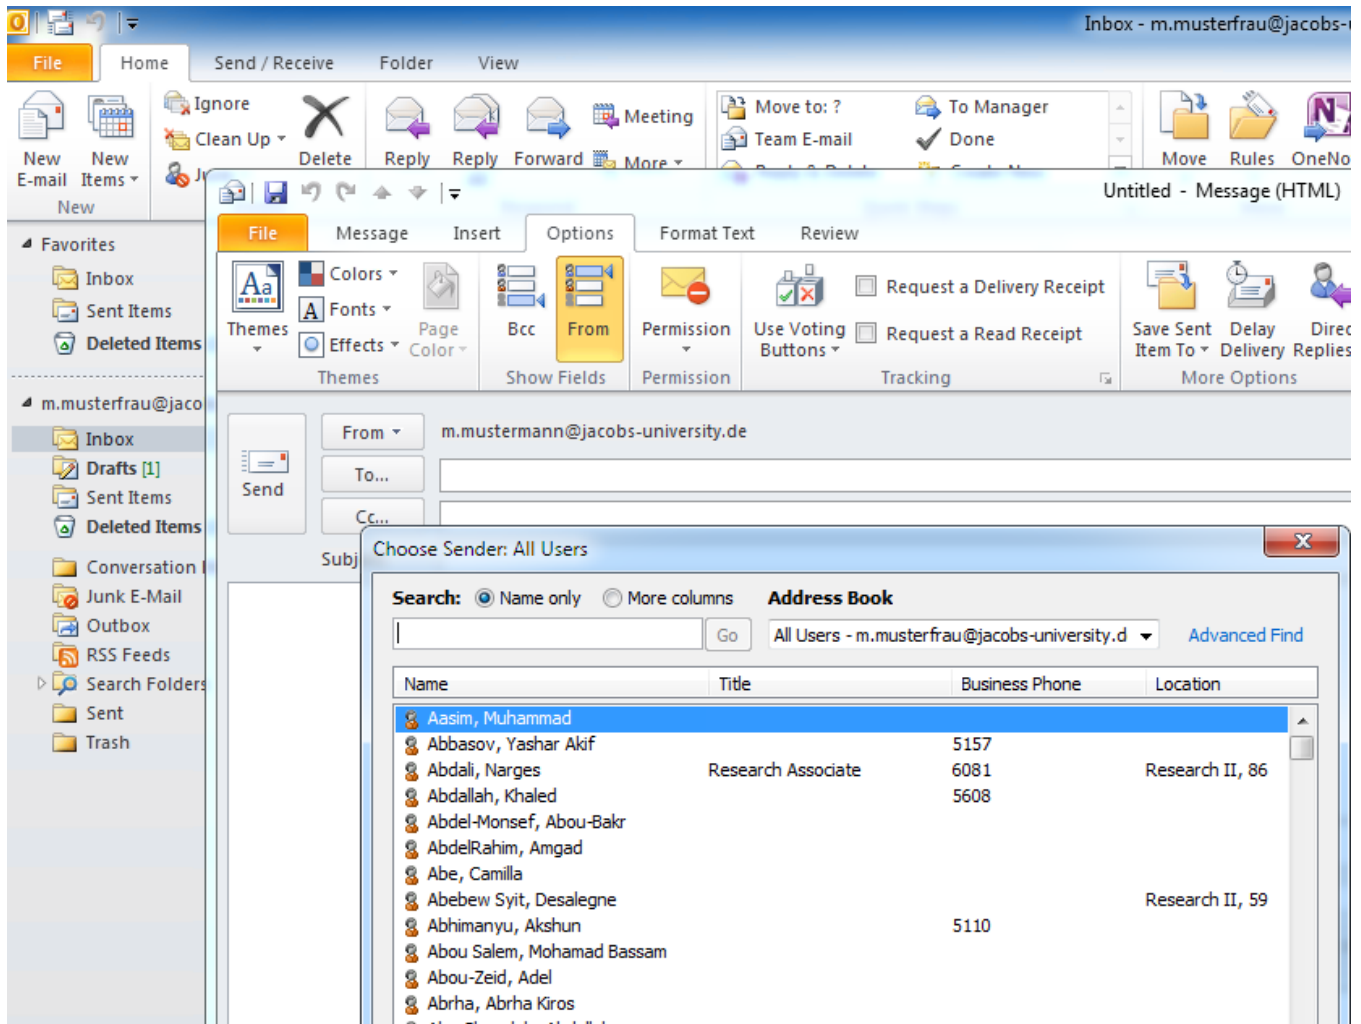 Inbox - m.musterfrau@jacobs-
File Home Send / Receive Folder View
Ignore
Clean Up
New E-mail
New Items
Delete
Reply
Reply
Forward
Meeting
More
Move to: ?
Team E-mail
To Manager
Done
Move
Rules
OneNo
New
Untitled - Message (HTML)
File Message Insert Options Format Text Review
Themes
Colors
Fonts
Effects
Page Color
Bcc
From
Permission
Use Voting Buttons
Request a Delivery Receipt
Request a Read Receipt
Save Sent Item To
Delay Delivery
Direc
Replies
Themes Show Fields Permission Tracking More Options
Favorites
Inbox
Sent Items
Deleted Items
m.musterfrau@jaco
Inbox
Drafts [1]
Sent Items
Deleted Items
Conversation
Junk E-Mail
Outbox
RSS Feeds
Search Folders
Sent
Trash
Send
From m.mustermann@jacobs-university.de
To...
Cc...
Subj
Choose Sender: All Users
Search: Name only More columns Address Book
Go All Users - m.musterfrau@jacobs-university.d Advanced Find
Name Title Business Phone Location
Aasim, Muhammad
Abbasov, Yashar Akif 5157
Abdali, Narges Research Associate 6081 Research II, 86
Abdallah, Khaled 5608
Abdel-Monsef, Abou-Bakr
AbdelRahim, Amgad
Abe, Camilla
Abebew Syit, Desalegne Research II, 59
Abhimanyu, Akshun 5110
Abou Salem, Mohamad Bassam
Abou-Zeid, Adel
Abrha, Abrha Kiros